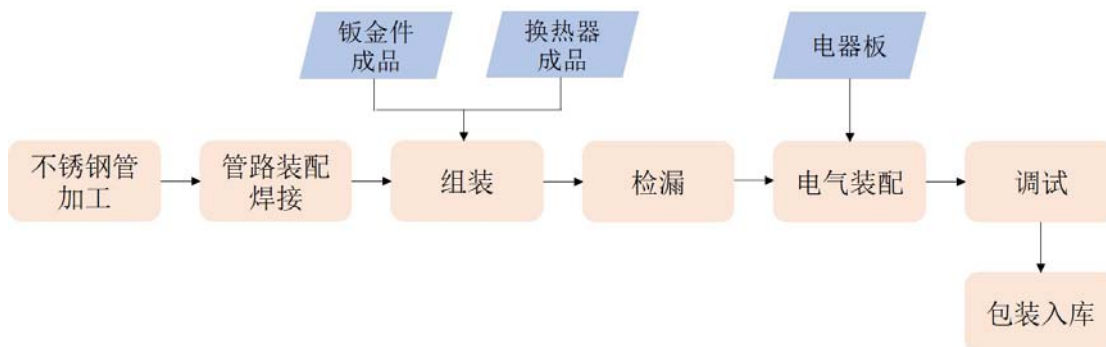 钣金件
成品
换热器
成品
电器板
不锈钢管
加工
管路装配
焊接
组装
检漏
电气装配
调试
包装入库